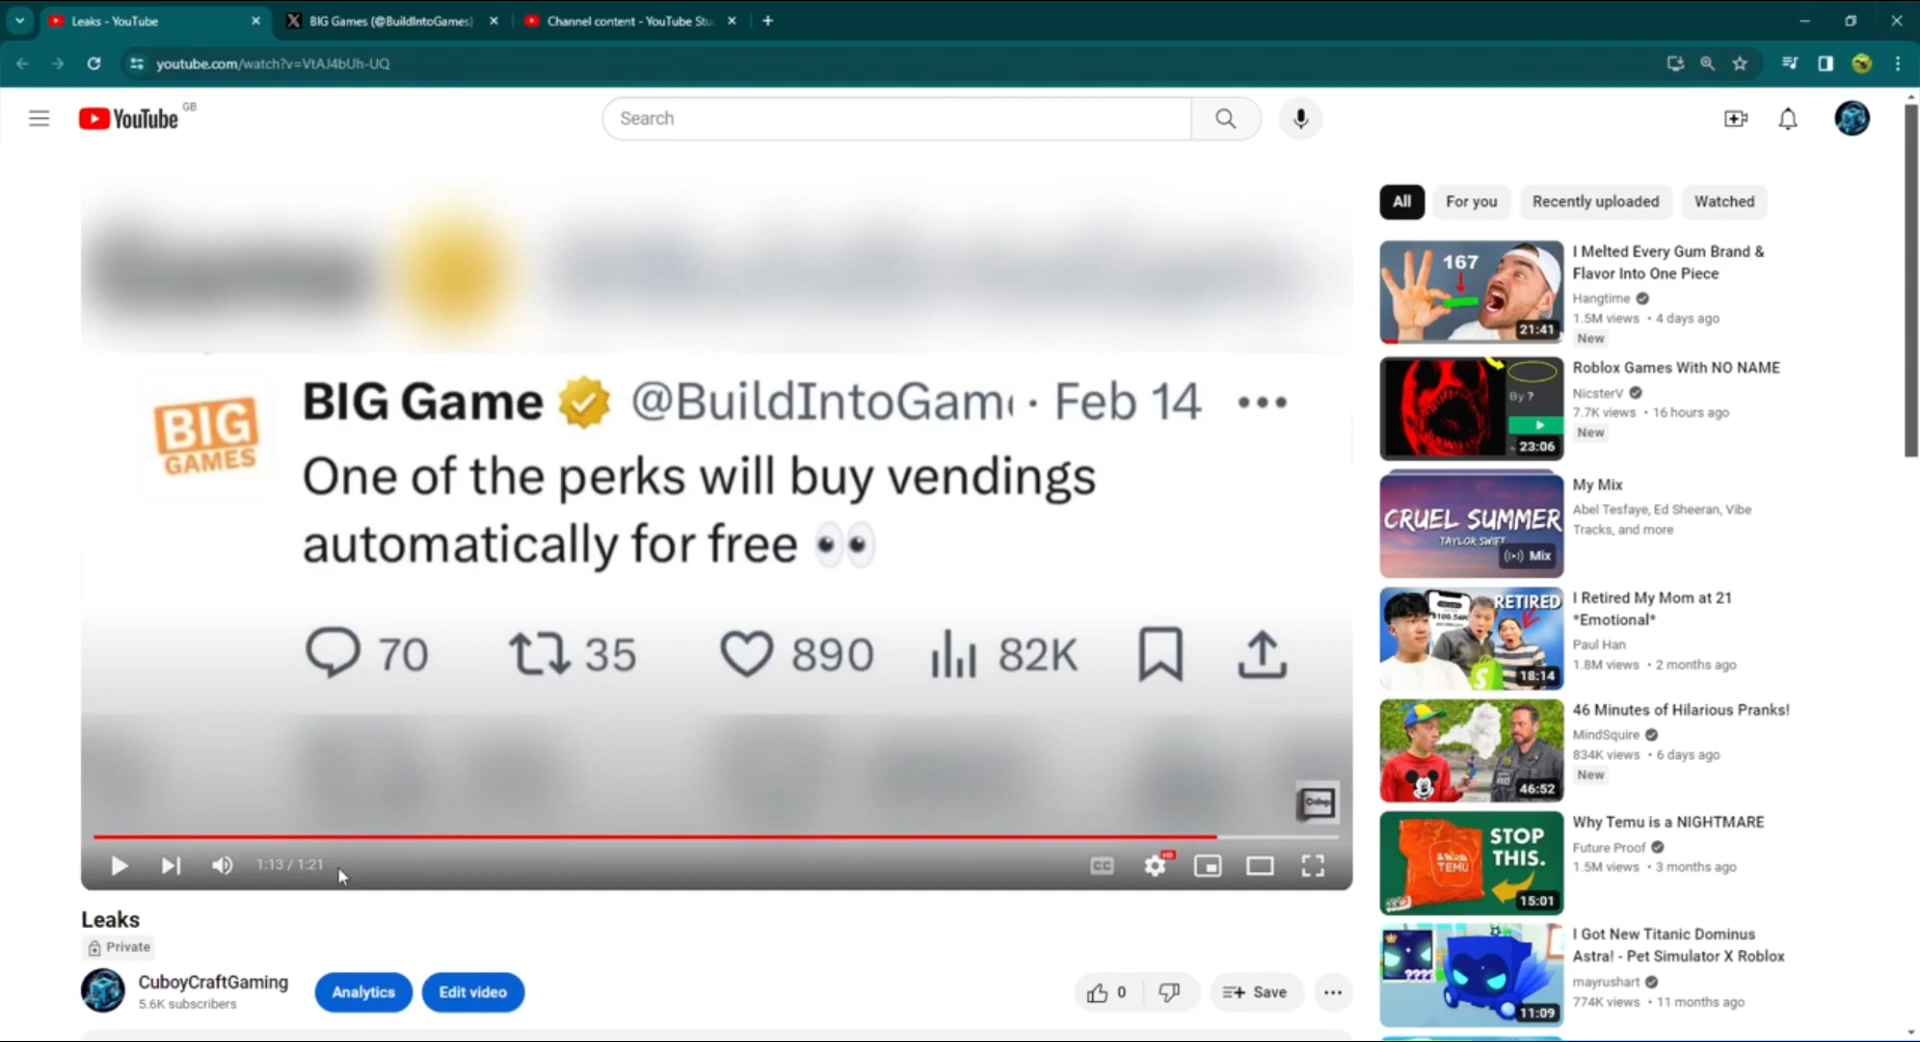 Leaks - YouTube
BIG Games (@BuildIntoGames)
Channel content - YouTube Stu
youtube.com/watch?v=VtAJ4bUh-UQ
YouTube GB
Search
BIG GAMES
BIG Game @BuildIntoGam · Feb 14
One of the perks will buy vendings
automatically for free 👀
70 35 890 82K
1:13 / 1:21
CC
HD
Leaks
Private
CuboyCraftGaming
5.6K subscribers
Analytics
Edit video
0
Save
All
For you
Recently uploaded
Watched
167
21:41
I Melted Every Gum Brand &
Flavor Into One Piece
Hangtime
1.5M views • 4 days ago
New
By ?
23:06
Roblox Games With NO NAME
NicsterV
7.7K views • 16 hours ago
New
CRUEL SUMMER
TAYLOR SWIFT
Mix
My Mix
Abel Tesfaye, Ed Sheeran, Vibe
Tracks, and more
RETIRED
18:14
I Retired My Mom at 21
*Emotional*
Paul Han
1.8M views • 2 months ago
46:52
46 Minutes of Hilarious Pranks!
MindSquire
834K views • 6 days ago
New
STOP
THIS.
TEMU
15:01
Why Temu is a NIGHTMARE
Future Proof
1.5M views • 3 months ago
????
11:09
I Got New Titanic Dominus
Astra! - Pet Simulator X Roblox
mayrushart
774K views • 11 months ago